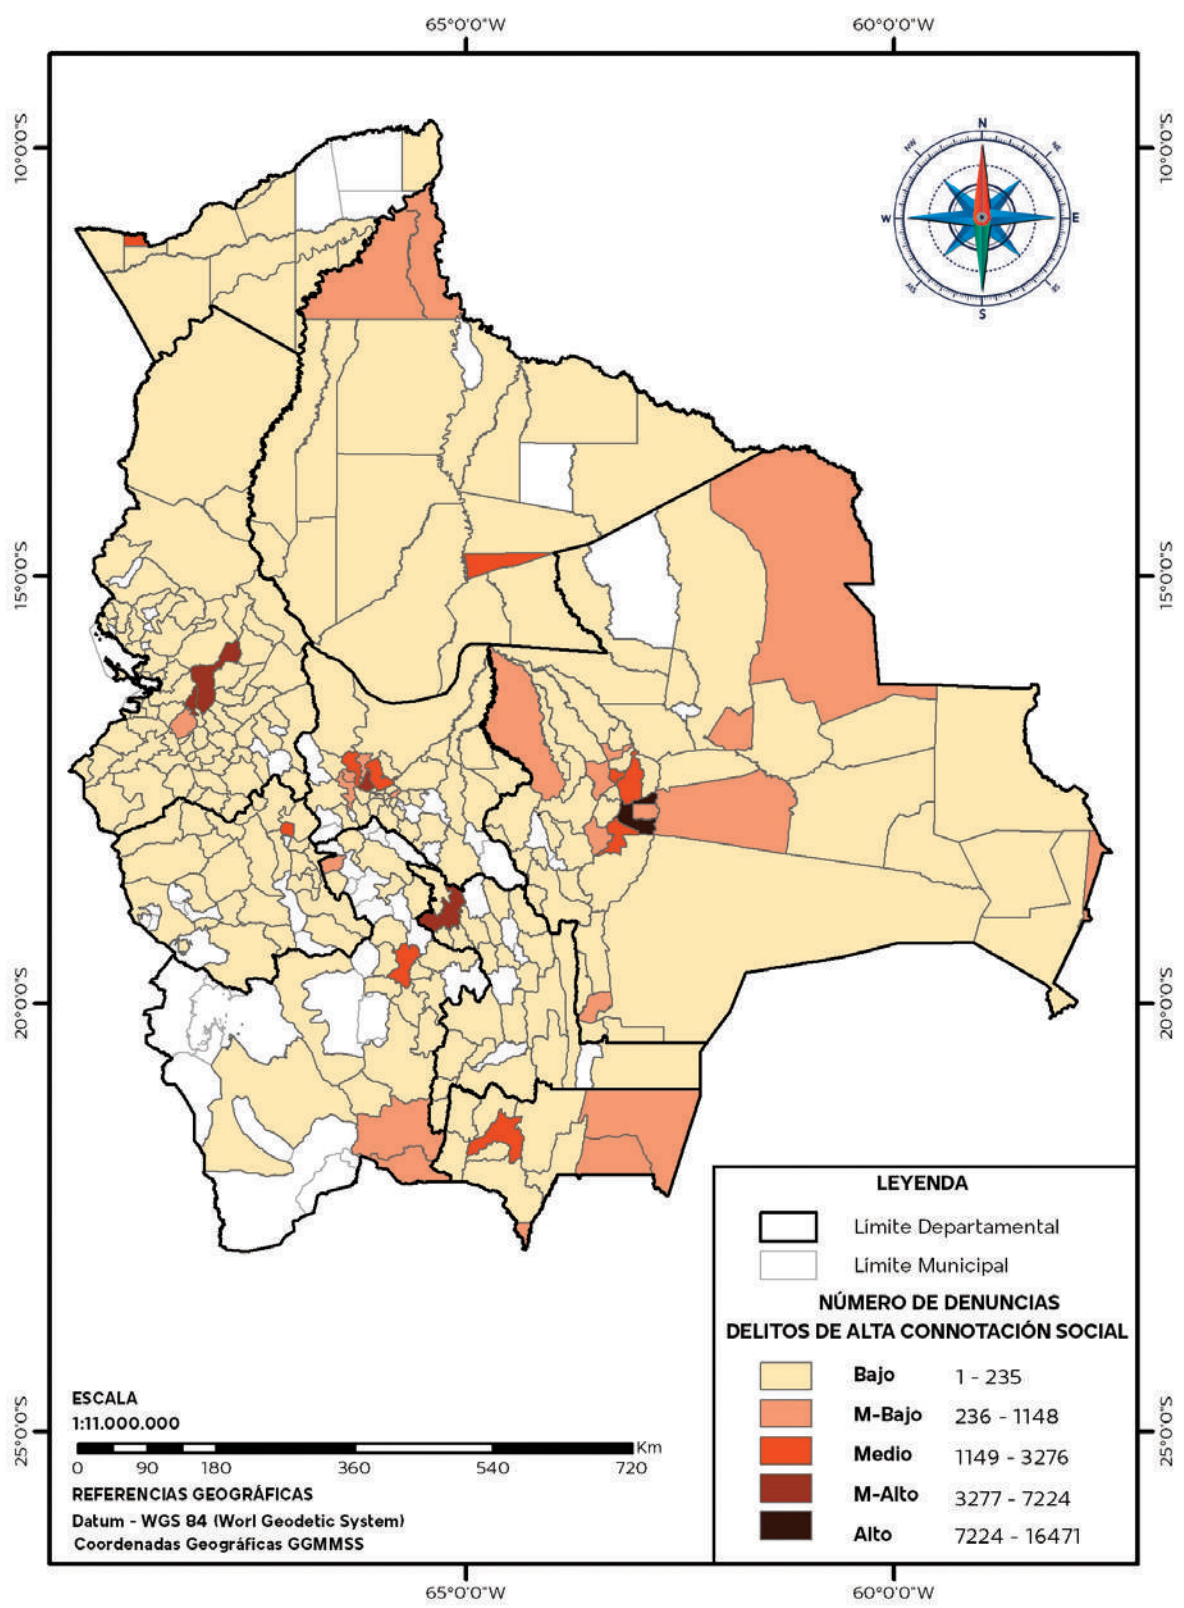 65°0'0"W 60°0'0"W
10°0'0"S 10°0'0"S
N
NW NE
W E
S
15°0'0"S 15°0'0"S
20°0'0"S 20°0'0"S
25°0'0"S 25°0'0"S
LEYENDA
Límite Departamental
Límite Municipal
NÚMERO DE DENUNCIAS
DELITOS DE ALTA CONNOTACIÓN SOCIAL
Bajo 1 - 235
M-Bajo 236 - 1148
Medio 1149 - 3276
M-Alto 3277 - 7224
Alto 7224 - 16471
ESCALA
1:11.000.000
Km
0 90 180 360 540 720
REFERENCIAS GEOGRÁFICAS
Datum - WGS 84 (Worl Geodetic System)
Coordenadas Geográficas GGMMSS
65°0'0"W 60°0'0"W